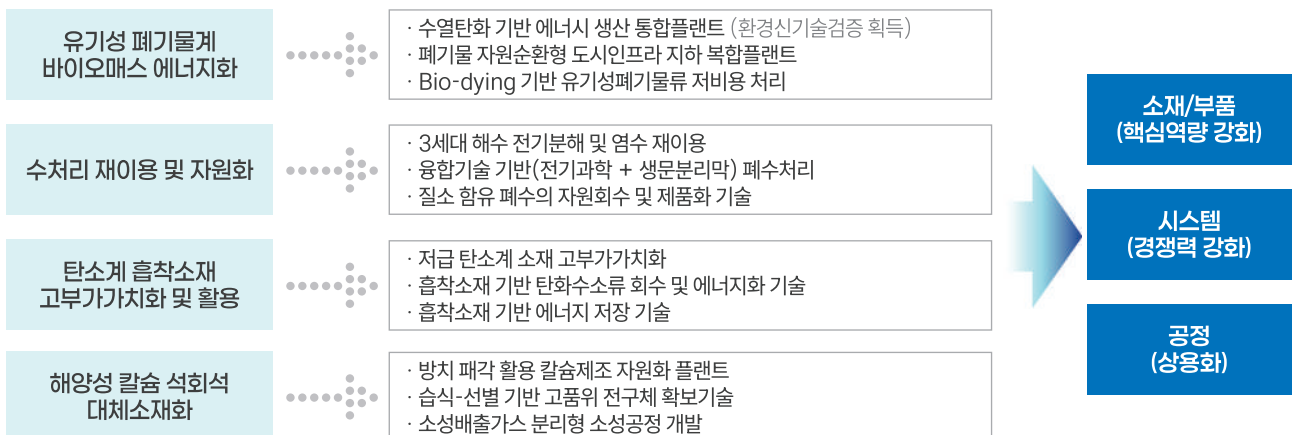 유기성 폐기물계
바이오매스 에너지화
· 수열탄화 기반 에너시 생산 통합플랜트 (환경신기술검증 획득)
· 폐기물 자원순환형 도시인프라 지하 복합플랜트
· Bio-dying 기반 유기성폐기물류 저비용 처리
수처리 재이용 및 자원화
· 3세대 해수 전기분해 및 염수 재이용
· 융합기술 기반(전기과학 + 생문분리막) 폐수처리
· 질소 함유 폐수의 자원회수 및 제품화 기술
탄소계 흡착소재
고부가가치화 및 활용
· 저급 탄소계 소재 고부가가치화
· 흡착소재 기반 탄화수소류 회수 및 에너지화 기술
· 흡착소재 기반 에너지 저장 기술
해양성 칼슘 석회석
대체소재화
· 방치 패각 활용 칼슘제조 자원화 플랜트
· 습식-선별 기반 고품위 전구체 확보기술
· 소성배출가스 분리형 소성공정 개발
소재/부품
(핵심역량 강화)
시스템
(경쟁력 강화)
공정
(상용화)